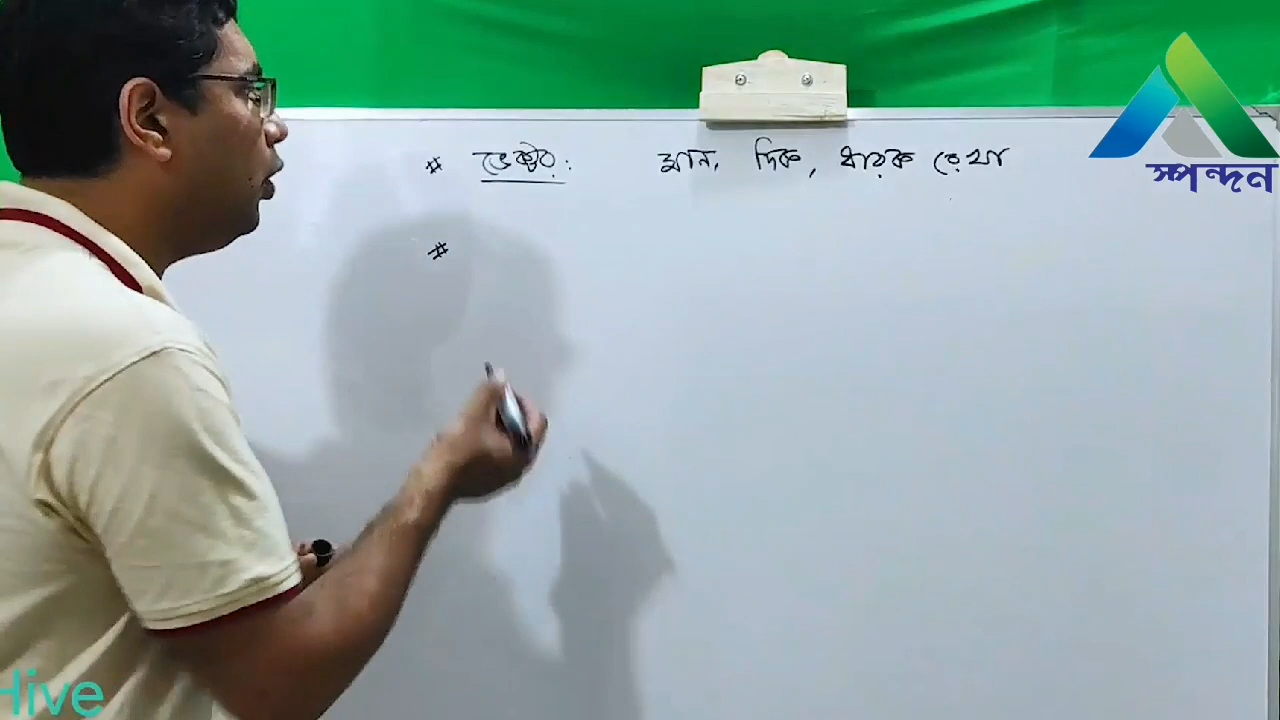 # ভেক্টর: মান, দিক, ধারক রেখা
#
স্পন্দন
Hive